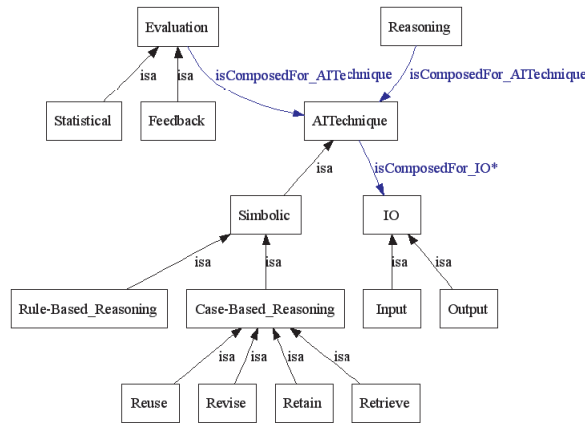 Evaluation
Reasoning
isa
isa
isComposedFor_AITechnique
isComposedFor_AITechnique
Statistical
Feedback
AITechnique
isa
isComposedFor_IO*
Simbolic
IO
isa
isa
isa
isa
Rule-Based_Reasoning
Case-Based_Reasoning
Input
Output
isa
isa
isa
isa
Reuse
Revise
Retain
Retrieve